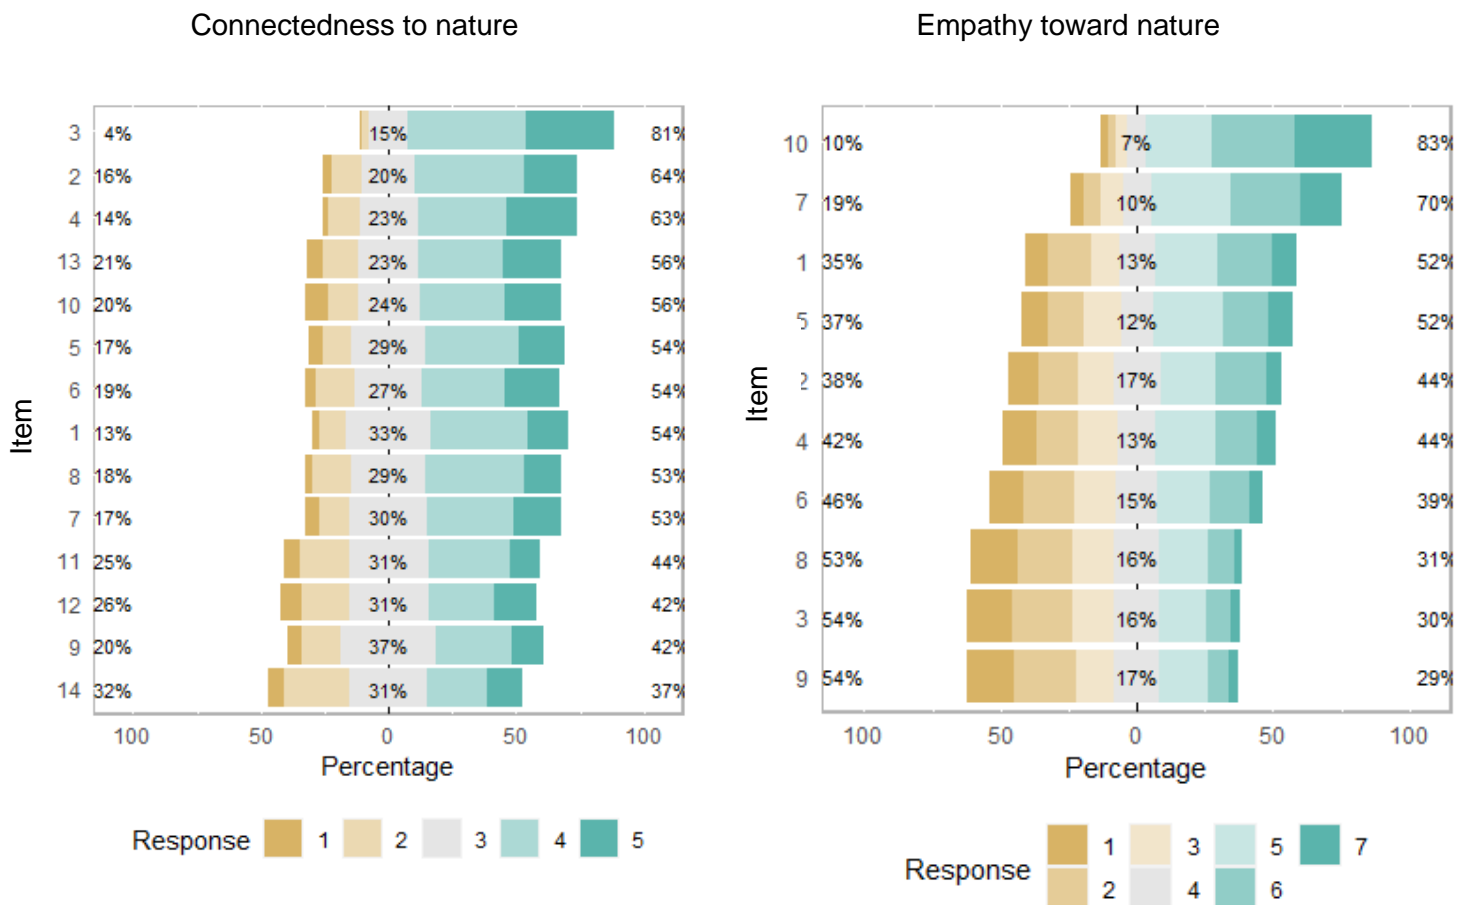 Connectedness to nature
Empathy toward nature
3 4% 15% 81%
2 16% 20% 64%
4 14% 23% 63%
13 21% 23% 56%
10 20% 24% 56%
5 17% 29% 54%
6 19% 27% 54%
1 13% 33% 54%
8 18% 29% 53%
7 17% 30% 53%
11 25% 31% 44%
12 26% 31% 42%
9 20% 37% 42%
14 32% 31% 37%
Item
100 50 0 50 100
Percentage
Response 1 2 3 4 5
10 10% 7% 83%
7 19% 10% 70%
1 35% 13% 52%
5 37% 12% 52%
2 38% 17% 44%
4 42% 13% 44%
6 46% 15% 39%
8 53% 16% 31%
3 54% 16% 30%
9 54% 17% 29%
Item
100 50 0 50 100
Percentage
Response 1 3 5 7
2 4 6